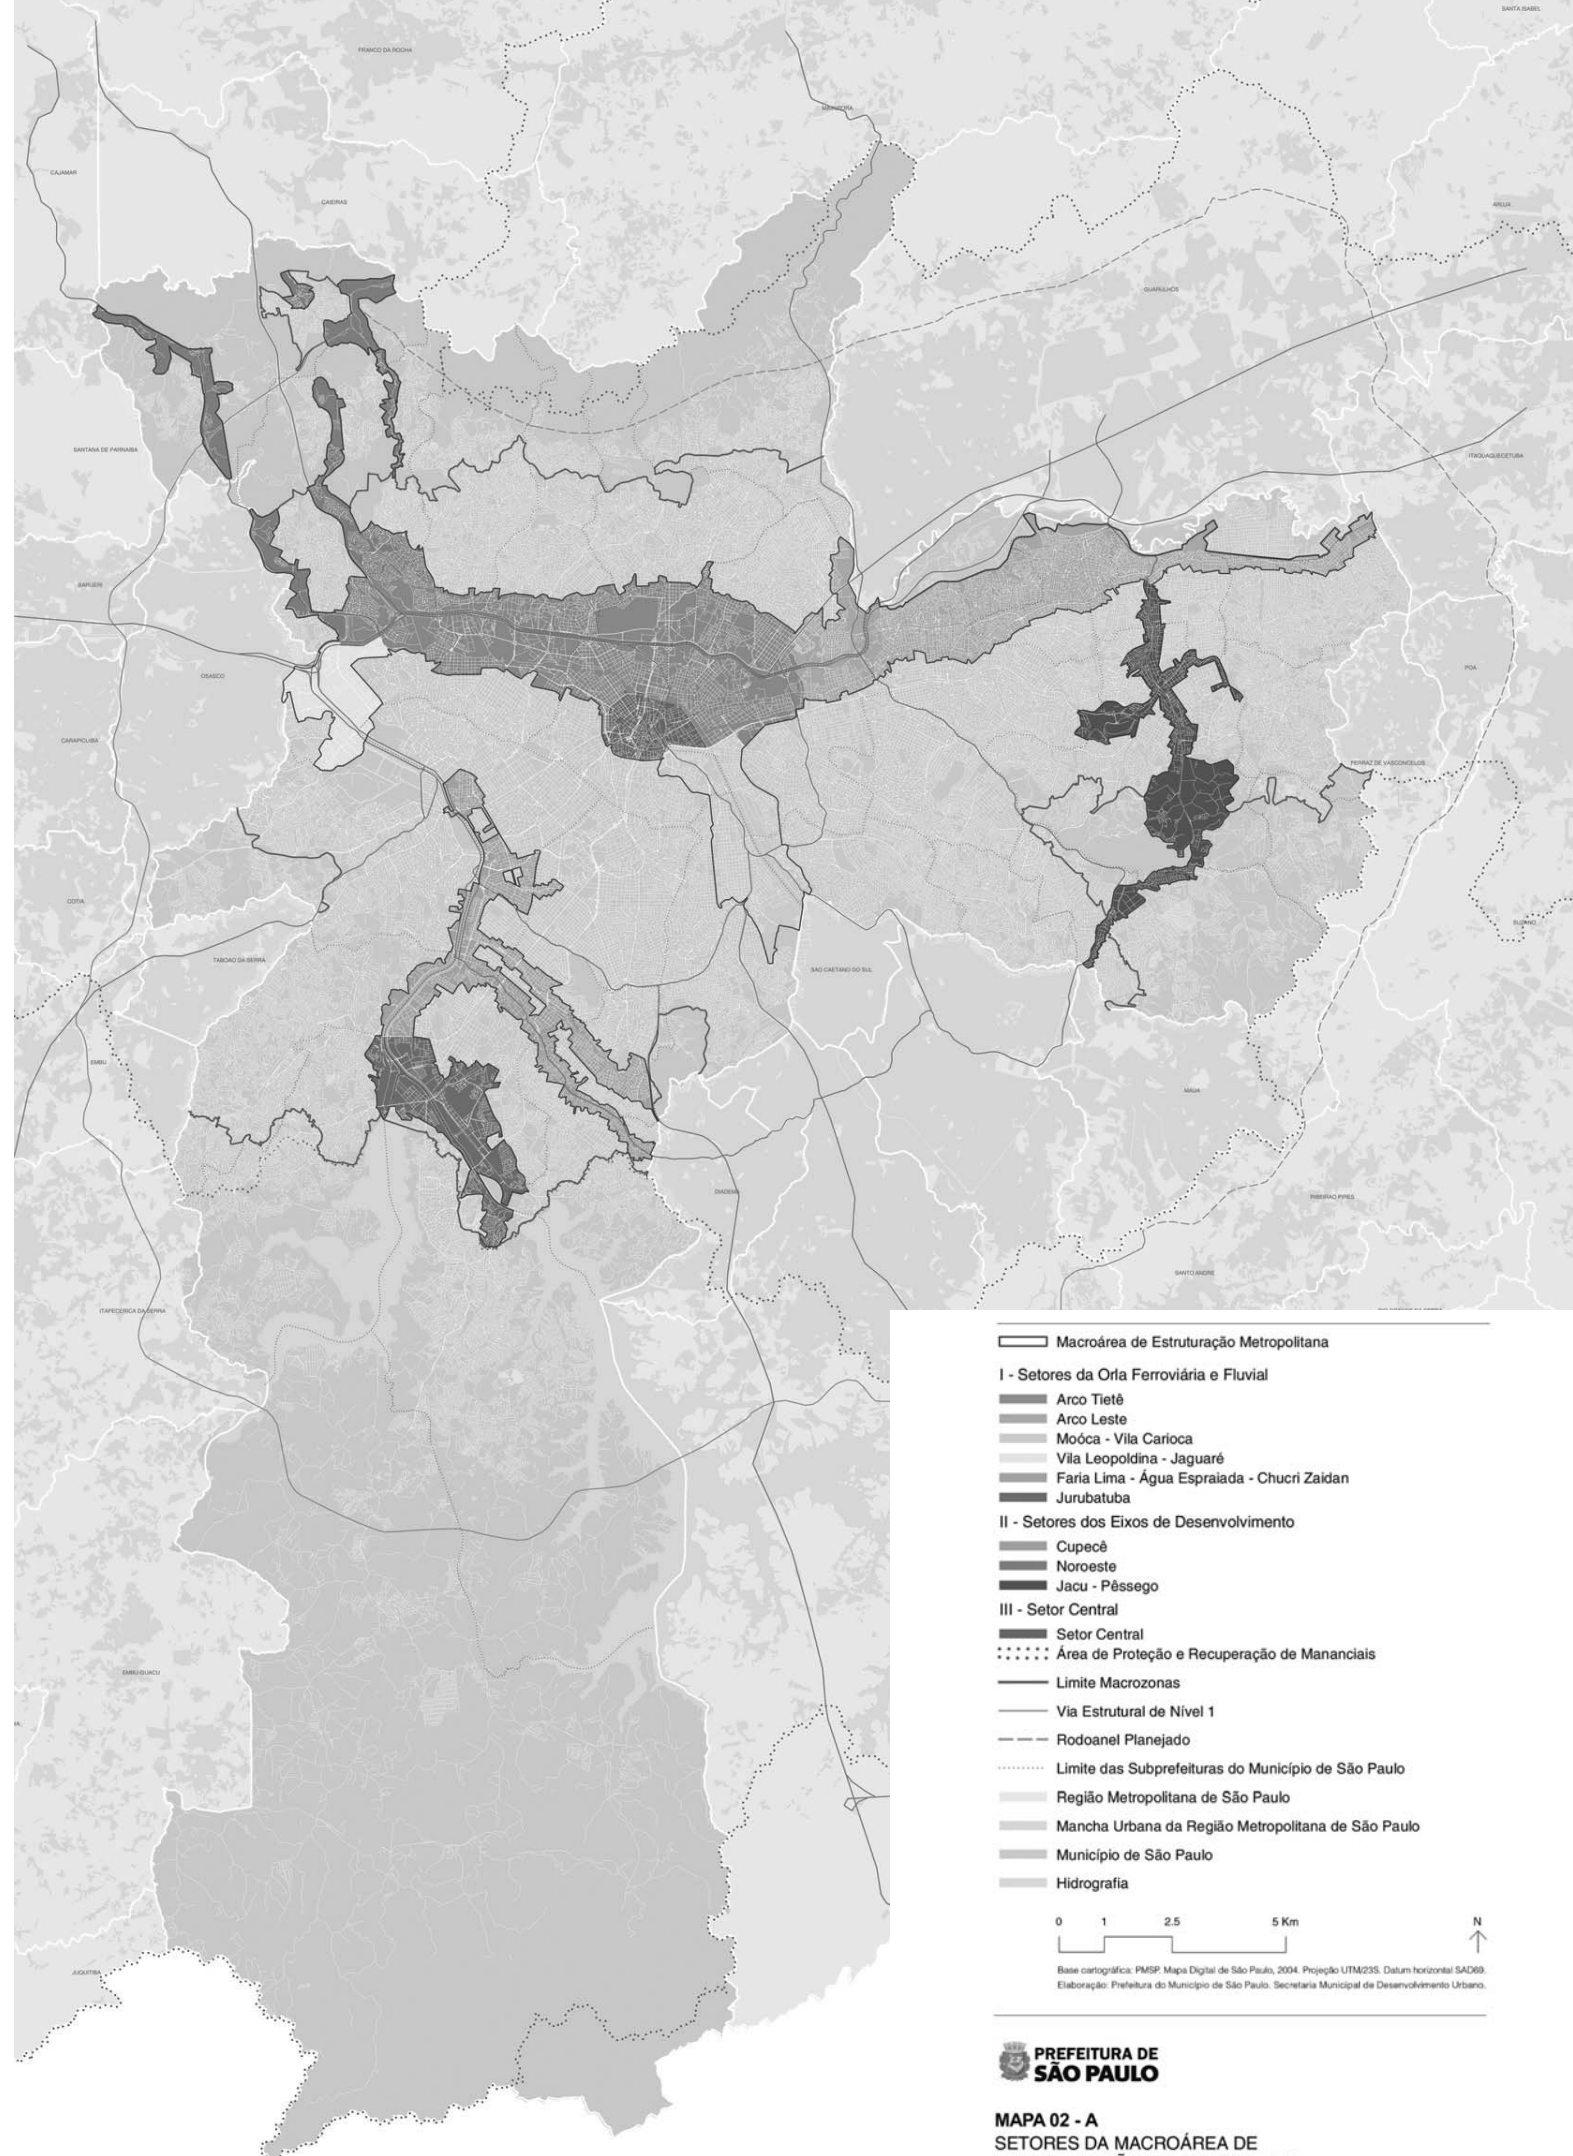 SANTA ISABEL
FRANCO DA ROCHA
MAIRIPORÃ
CAJAMAR
CAIEIRAS
ARUJÁ
GUARULHOS
SANTANA DE PARNAÍBA
ITAQUAQUECETUBA
BARUERI
POÁ
OSASCO
CARAPICUÍBA
FERRAZ DE VASCONCELOS
COTIA
SUZANO
TABOÃO DA SERRA
SÃO CAETANO DO SUL
EMBU
MAUÁ
DIADEMA
RIBEIRÃO PIRES
SANTO ANDRÉ
ITAPECERICA DA SERRA
EMBU-GUAÇU
JUQUITIBA
Macroárea de Estruturação Metropolitana
I - Setores da Orla Ferroviária e Fluvial
Arco Tietê
Arco Leste
Moóca - Vila Carioca
Vila Leopoldina - Jaguaré
Faria Lima - Água Espraiada - Chucri Zaidan
Jurubatuba
II - Setores dos Eixos de Desenvolvimento
Cupecê
Noroeste
Jacu - Pêssego
III - Setor Central
Setor Central
Área de Proteção e Recuperação de Mananciais
Limite Macrozonas
Via Estrutural de Nível 1
Rodoanel Planejado
Limite das Subprefeituras do Município de São Paulo
Região Metropolitana de São Paulo
Mancha Urbana da Região Metropolitana de São Paulo
Município de São Paulo
Hidrografia
0 1 2.5 5 Km N
Base cartográfica: PMSP. Mapa Digital de São Paulo, 2004. Projeção UTM/23S. Datum horizontal SAD69.
Elaboração: Prefeitura do Município de São Paulo. Secretaria Municipal de Desenvolvimento Urbano.
PREFEITURA DE
SÃO PAULO
MAPA 02 - A
SETORES DA MACROÁREA DE